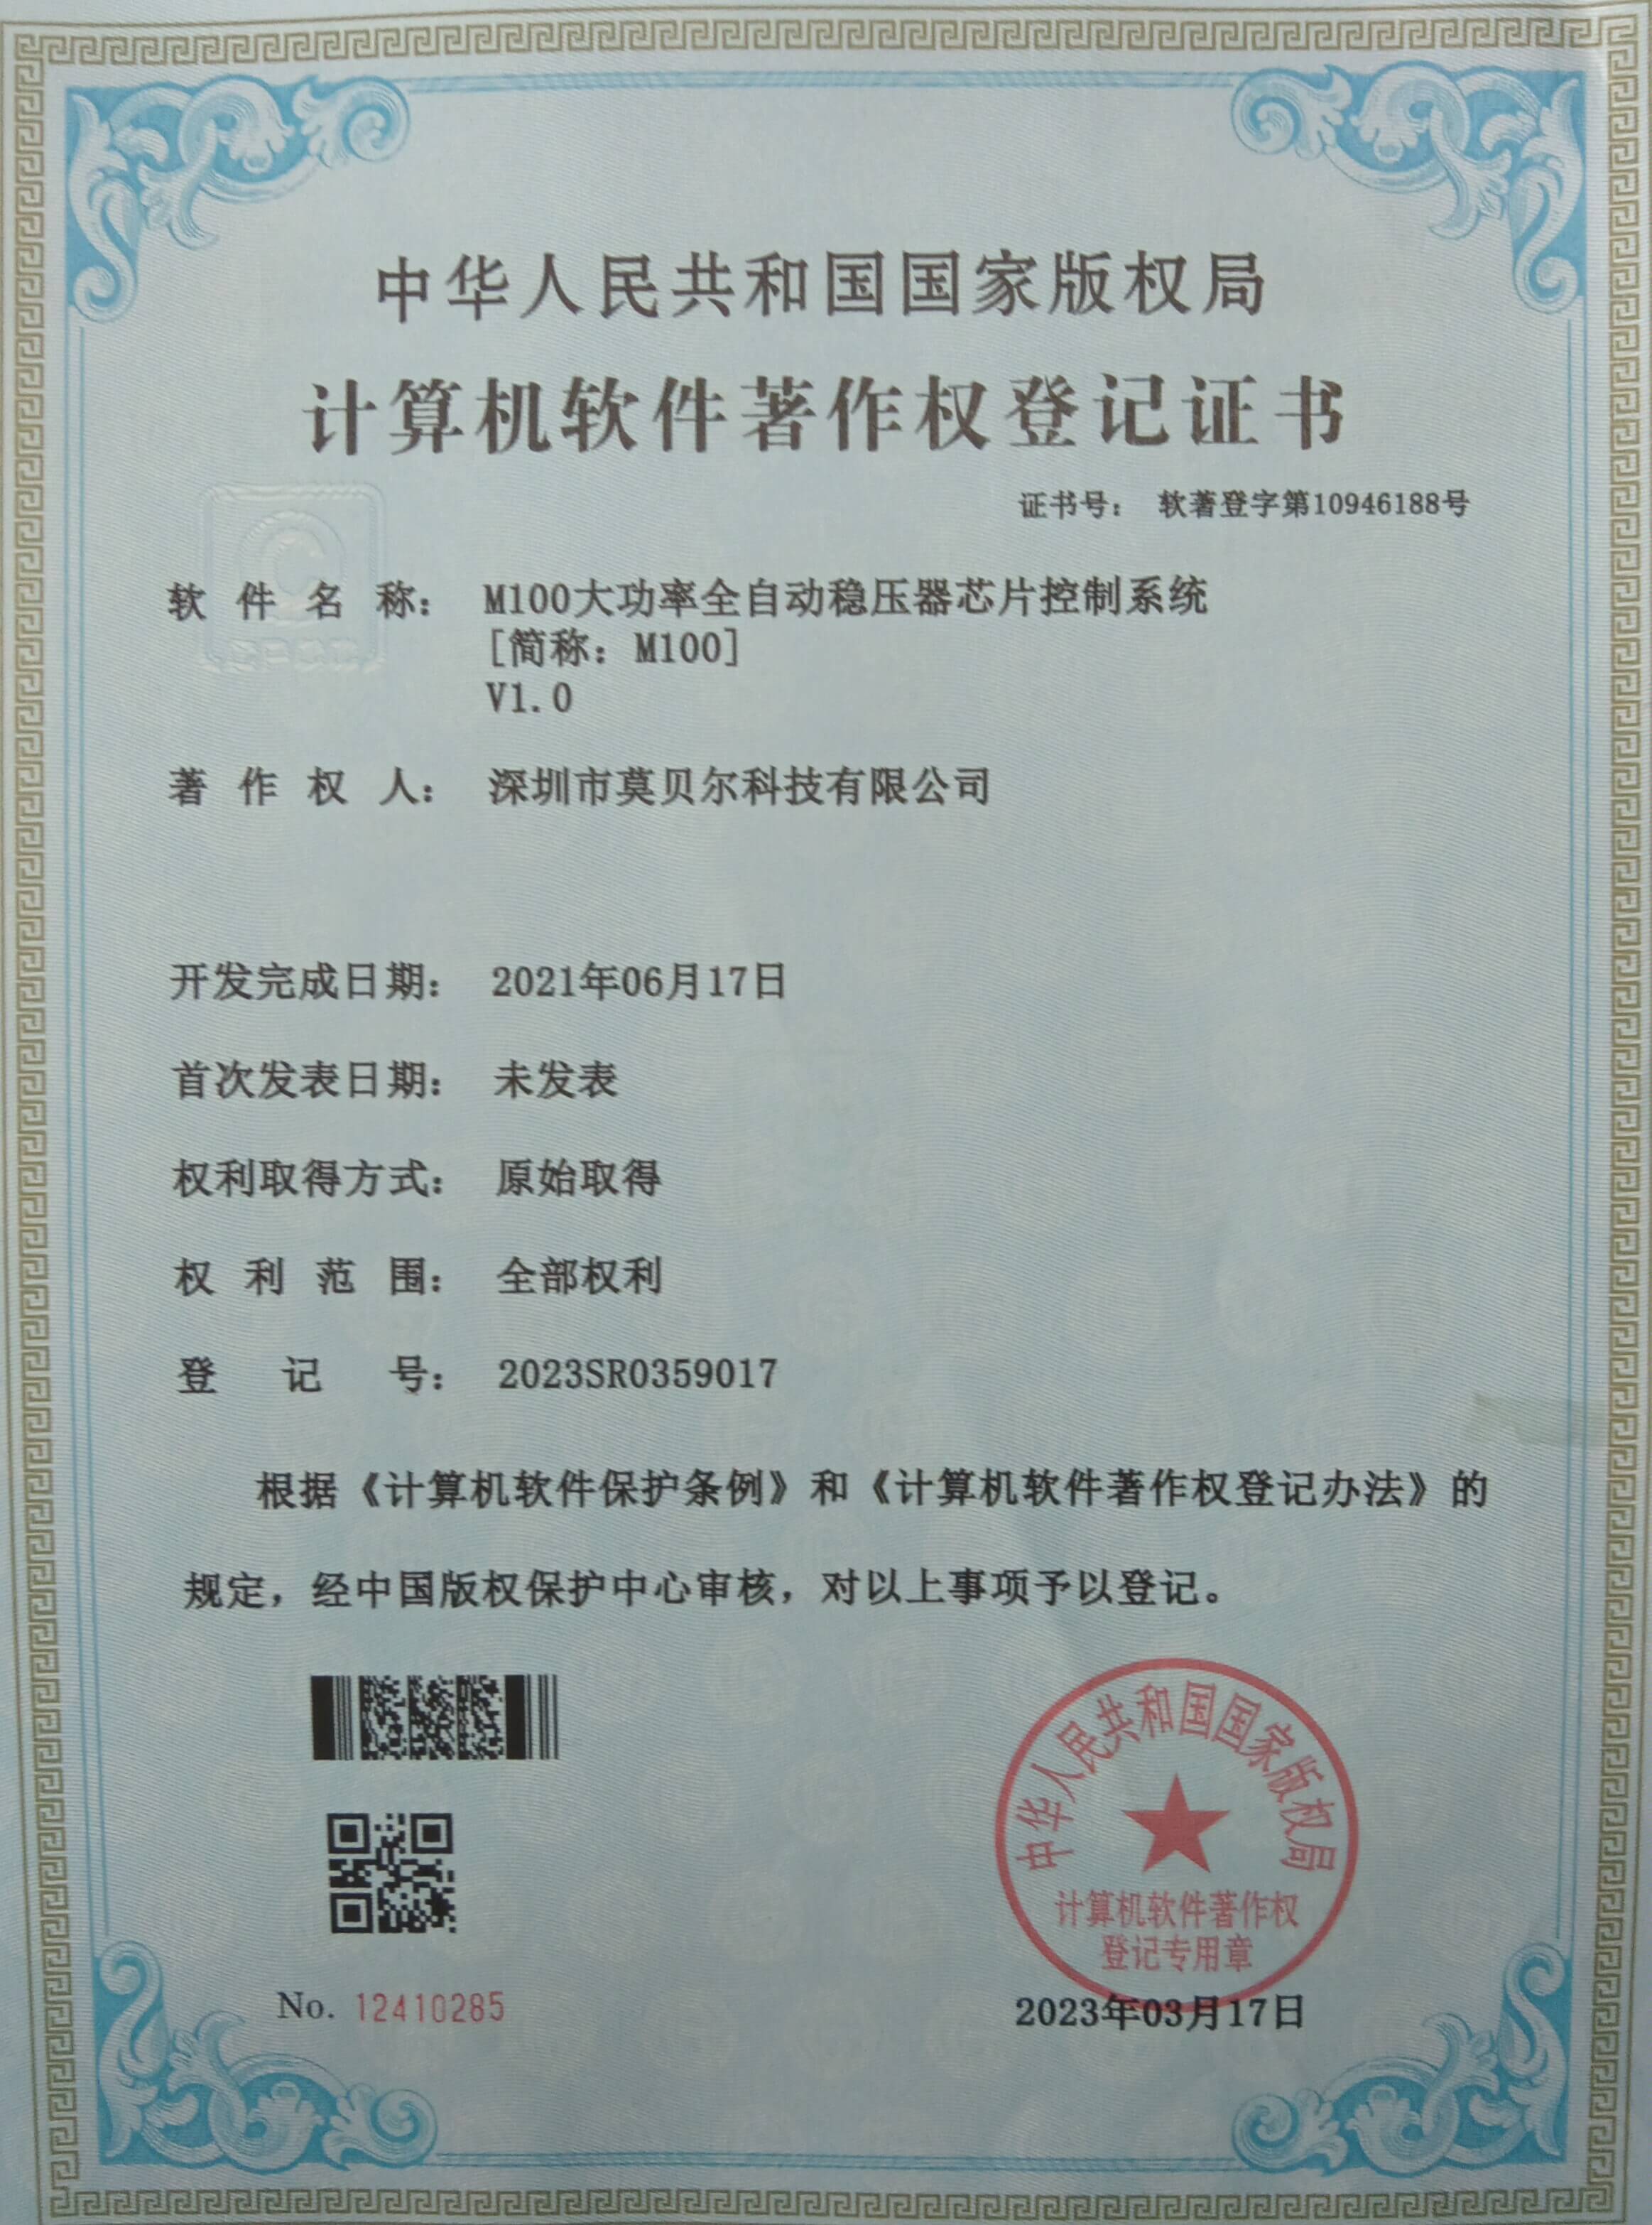 中华人民共和国国家版权局
计算机软件著作权登记证书
证书号： 软著登字第10946188号
软件名称： M100大功率全自动稳压器芯片控制系统
[简称：M100]
V1.0
著作权人： 深圳市莫贝尔科技有限公司
开发完成日期： 2021年06月17日
首次发表日期： 未发表
权利取得方式： 原始取得
权利范围： 全部权利
登记号： 2023SR0359017
根据《计算机软件保护条例》和《计算机软件著作权登记办法》的
规定，经中国版权保护中心审核，对以上事项予以登记。
中华人民共和国国家版权局
计算机软件著作权
登记专用章
No. 12410285
2023年03月17日